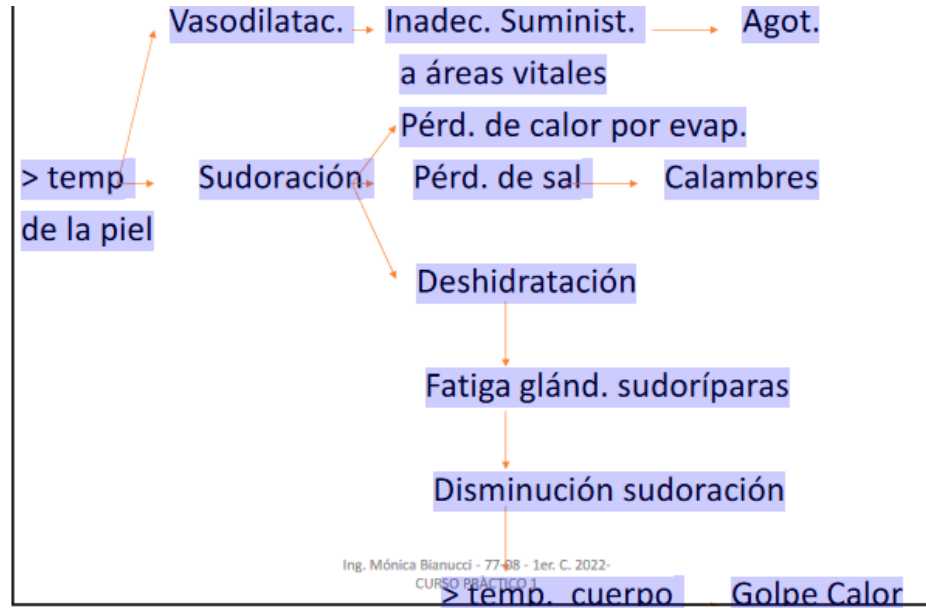 Vasodilatac. Inadec. Suminist. Agot.
a áreas vitales
Pérd. de calor por evap.
> temp Sudoración Pérd. de sal Calambres
de la piel
Deshidratación
Fatiga glánd. sudoríparas
Disminución sudoración
Ing. Mónica Bianucci - 77-08 - 1er. C. 2022-
CURSO PRÀCTICO 1
> temp. cuerpo Golpe Calor